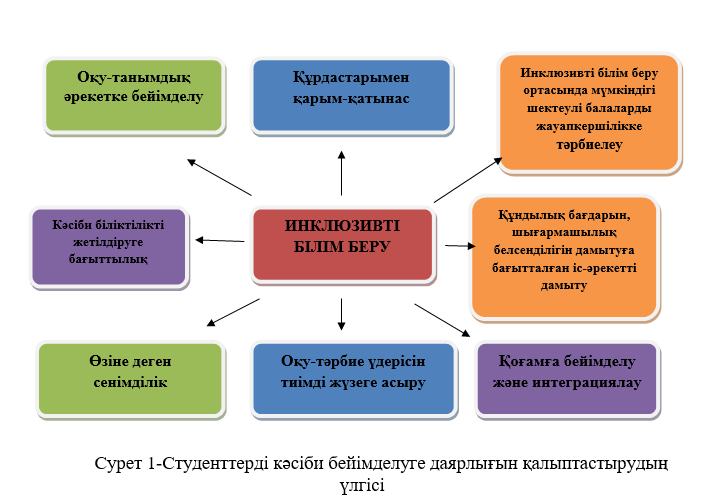 Оқу-танымдық
әрекетке бейімделу
Құрдастарымен
қарым-қатынас
Инклюзивті білім беру
ортасында мүмкіндігі
шектеулі балаларды
жауапкершілікке
тәрбиелеу
Кәсіби біліктілікті
жетілдіруге
бағыттылық
ИНКЛЮЗИВТІ
БІЛІМ БЕРУ
Құндылық бағдарын,
шығармашылық
белсенділігін дамытуға
бағытталған іс-әрекетті
дамыту
Өзіне деген
сенімділік
Оқу-тәрбие үдерісін
тиімді жүзеге асыру
Қоғамға бейімделу
және интеграциялау
Сурет 1-Студенттерді кәсіби бейімделуге даярлығын қалыптастырудың
үлгісі